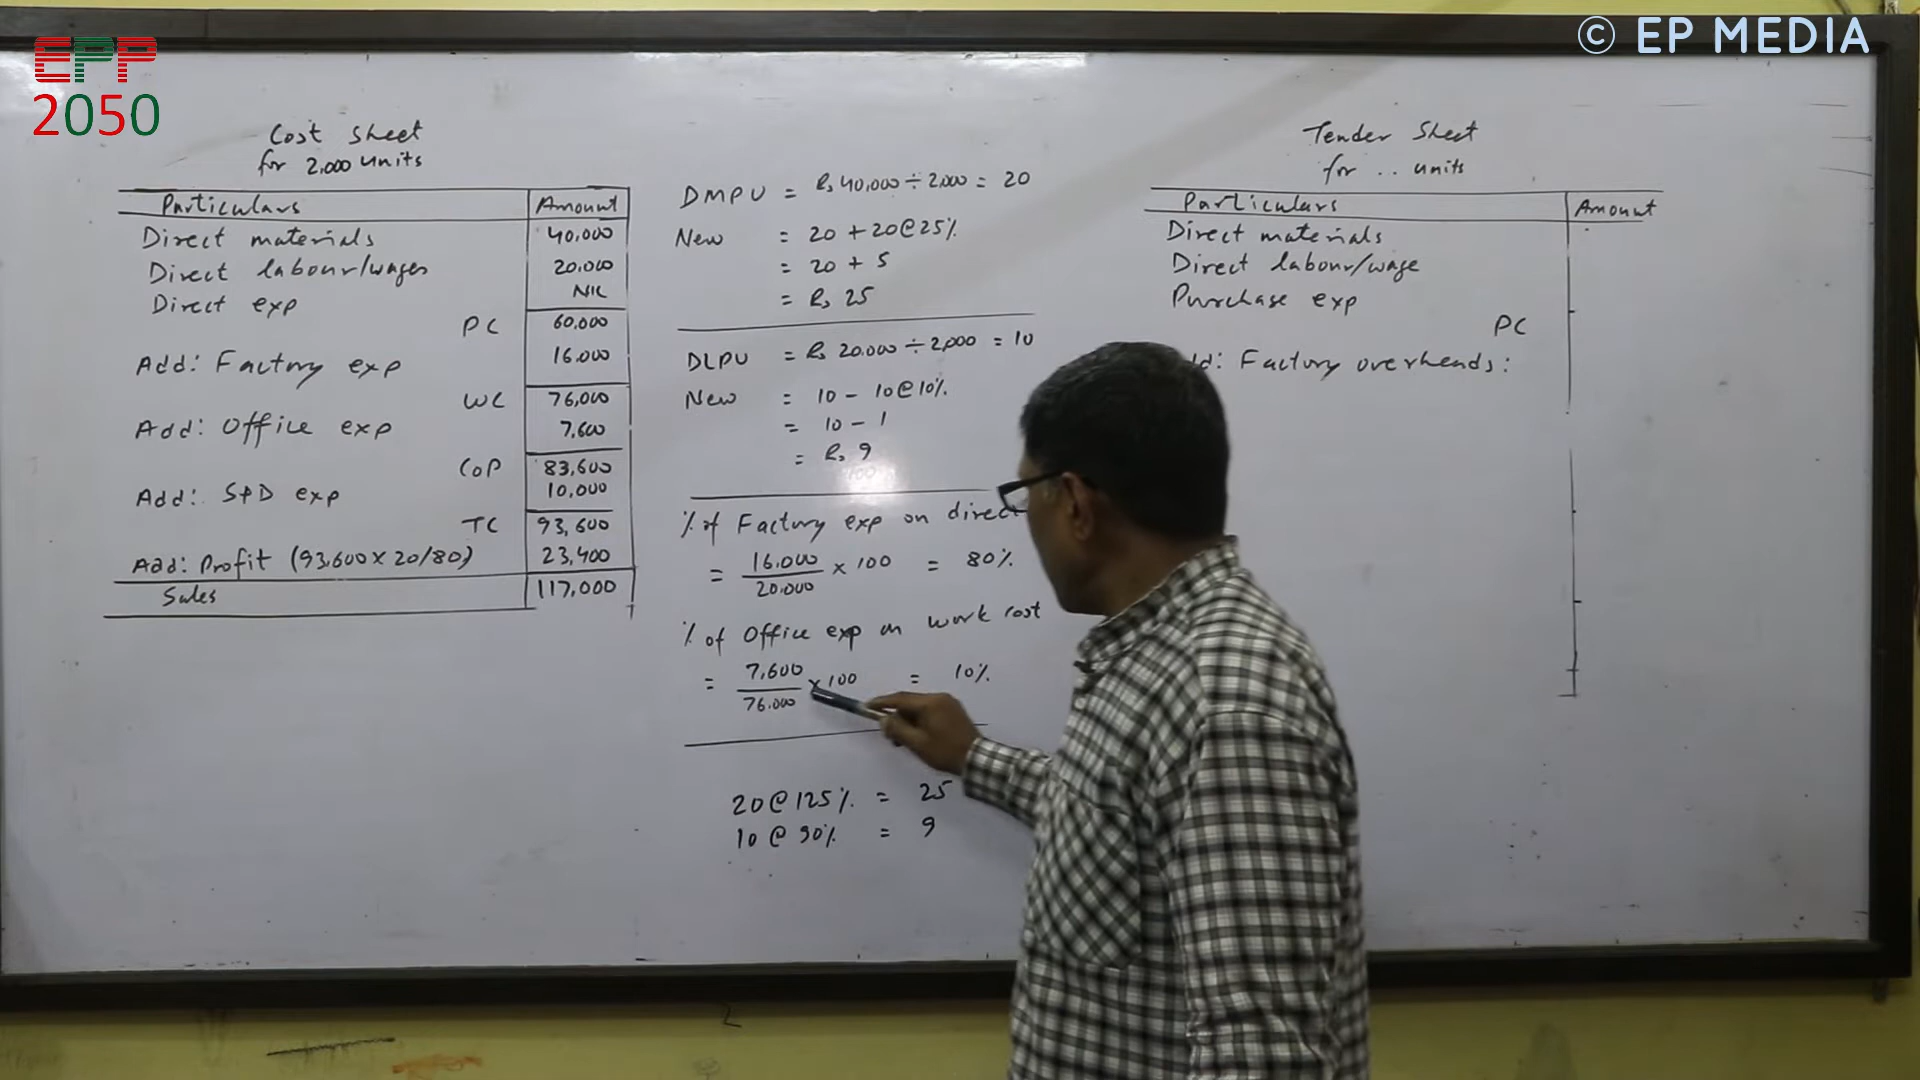 EPP
2050
© EP MEDIA
Cost Sheet
for 2,000 units
Particulars Amount
Direct materials 40,000
Direct labour/wages 20,000
Direct exp NIL
PC 60,000
Add: Factory exp 16,000
WC 76,000
Add: Office exp 7,600
COP 83,600
Add: S+D exp 10,000
TC 93,600
Add: Profit (93,600 x 20/80) 23,400
Sales 117,000
DMPU = Rs 40,000 ÷ 2,000 = 20
New = 20 + 20@25%
= 20 + 5
= Rs 25
DLPU = Rs 20,000 ÷ 2,000 = 10
New = 10 - 10@10%
= 10 - 1
= Rs 9
% of Factory exp on direct
= 16,000/20,000 x 100 = 80%
% of Office exp on work cost
= 7,600/76,000 x 100 = 10%
20@125% = 25
10@90% = 9
Tender Sheet
for .. units
Particulars Amount
Direct materials
Direct labour/wage
Purchase exp
PC
dd: Factory overheads: